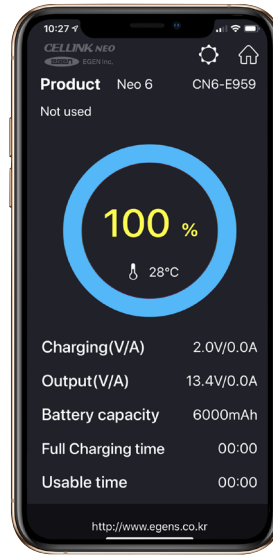 10:27
CELLINK NEO
egen EGEN Inc.
Product Neo 6 CN6-E959
Not used
100 %
28°C
Charging(V/A) 2.0V/0.0A
Output(V/A) 13.4V/0.0A
Battery capacity 6000mAh
Full Charging time 00:00
Usable time 00:00
http://www.egens.co.kr